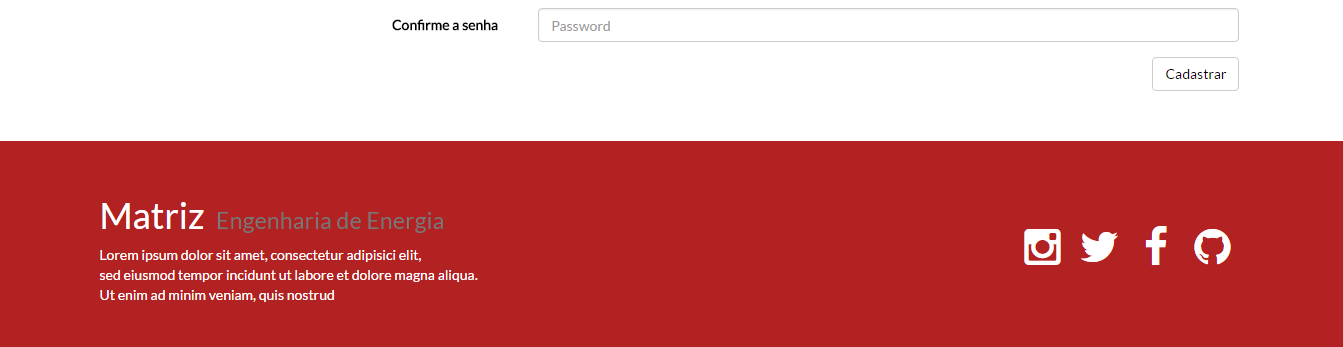 Confirme a senha
Password
Cadastrar
Matriz Engenharia de Energia
Lorem ipsum dolor sit amet, consectetur adipisici elit,
sed eiusmod tempor incidunt ut labore et dolore magna aliqua.
Ut enim ad minim veniam, quis nostrud